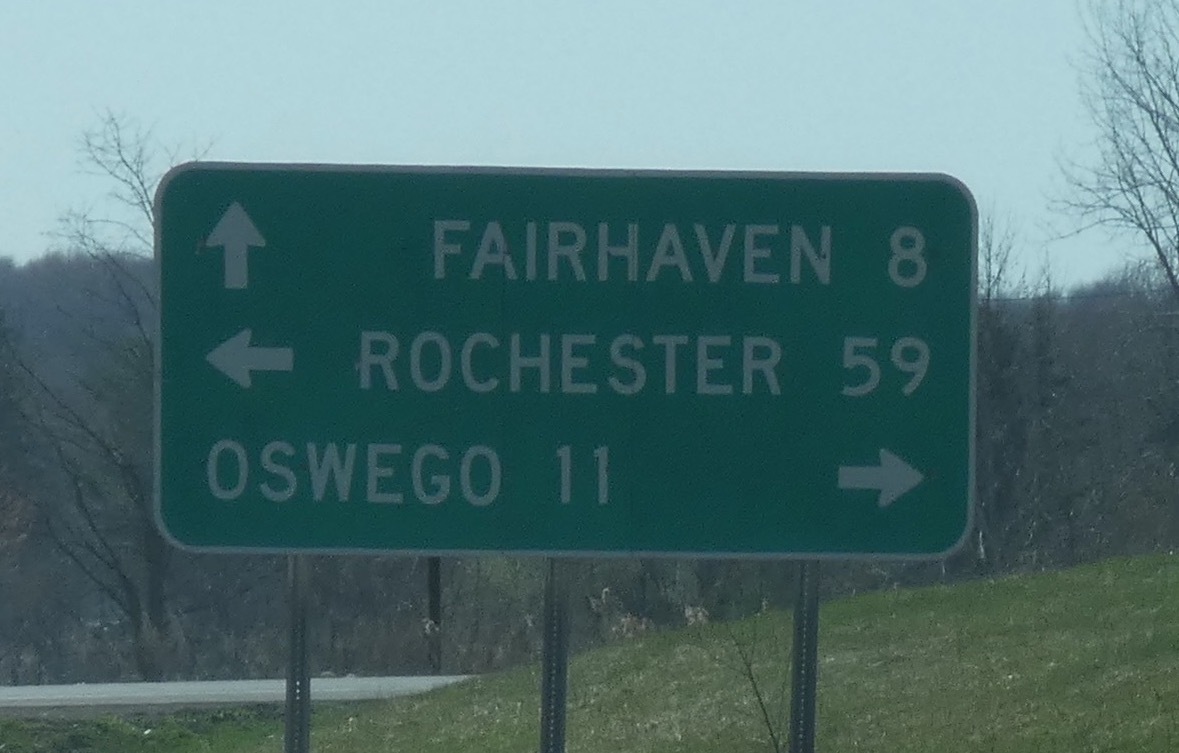 FAIRHAVEN 8
ROCHESTER 59
OSWEGO 11